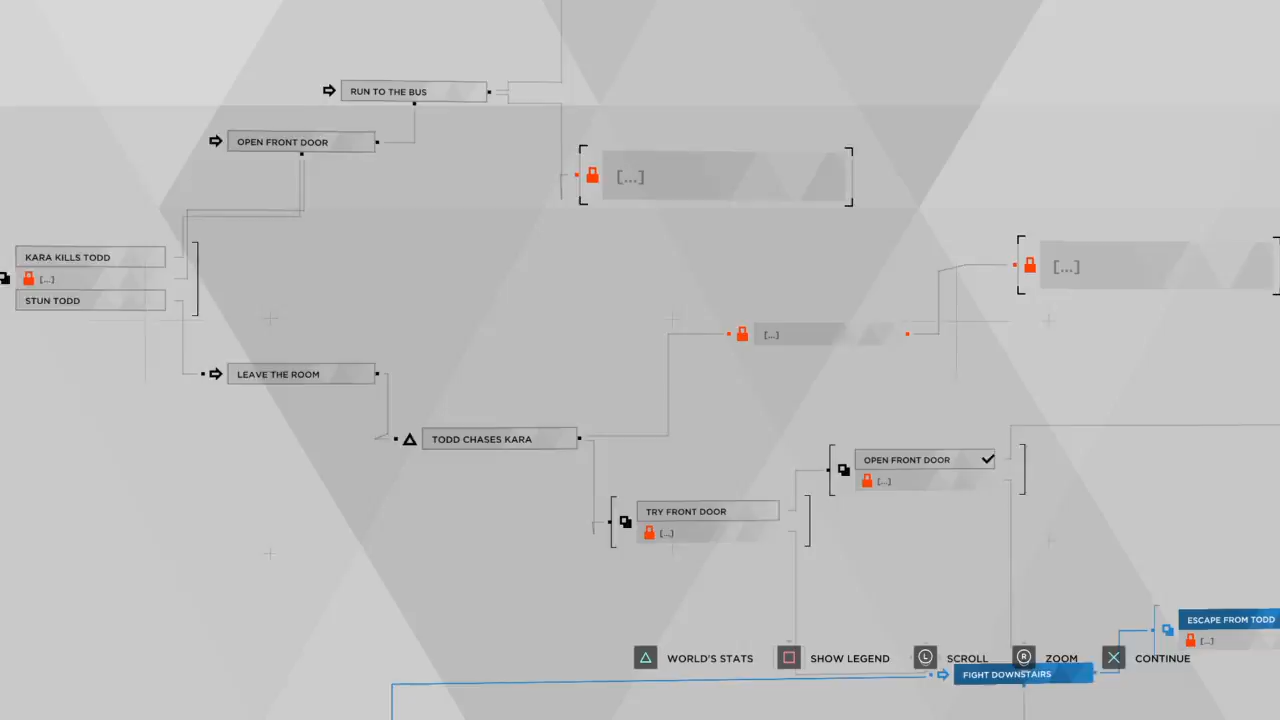 RUN TO THE BUS
OPEN FRONT DOOR
[...]
KARA KILLS TODD
[...]
[...]
STUN TODD
[...]
LEAVE THE ROOM
TODD CHASES KARA
OPEN FRONT DOOR
[...]
TRY FRONT DOOR
[...]
ESCAPE FROM TODD
[...]
WORLD'S STATS
SHOW LEGEND
L SCROLL
R ZOOM
CONTINUE
FIGHT DOWNSTAIRS